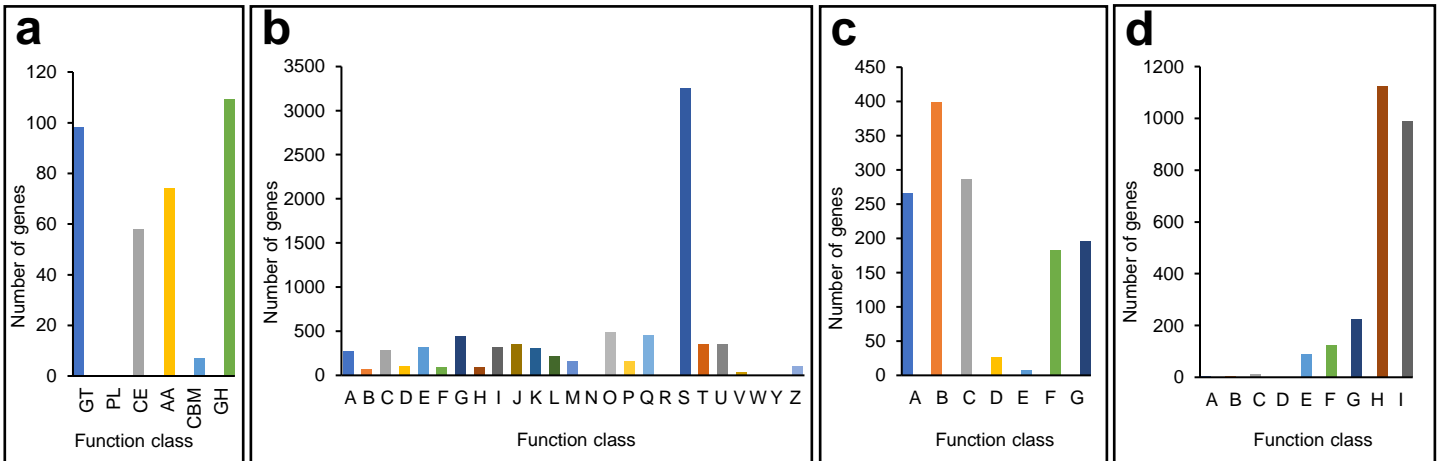 a
120
100
80
60
40
20
0
Number of genes
GT PL CE AA CBM GH
Function class
b
3500
3000
2500
2000
1500
1000
500
0
Number of genes
A B C D E F G H I J K L M N O P Q R S T U V W Y Z
Function class
c
450
400
350
300
250
200
150
100
50
0
Number of genes
A B C D E F G
Function class
d
1200
1000
800
600
400
200
0
Number of genes
A B C D E F G H I
Function class